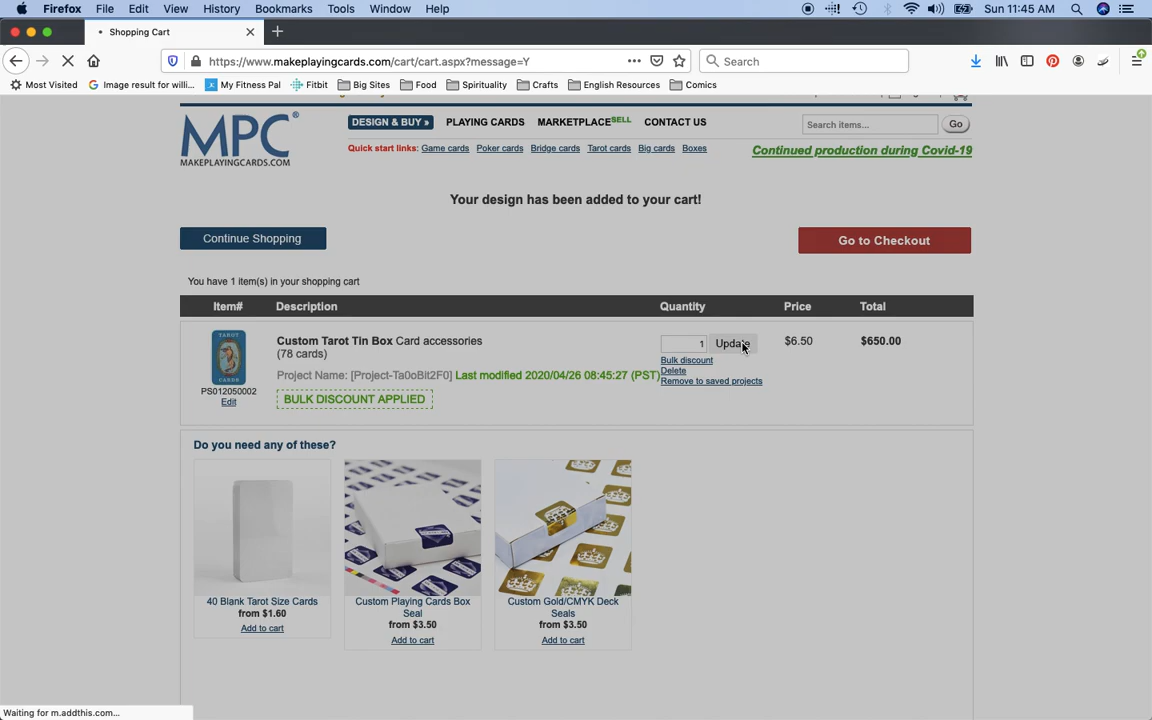 Firefox File Edit View History Bookmarks Tools Window Help Sun 11:45 AM
Shopping Cart
https://www.makeplayingcards.com/cart/cart.aspx?message=Y Search
Most Visited Image result for willi... My Fitness Pal Fitbit Big Sites Food Spirituality Crafts English Resources Comics
MPC®
MAKEPLAYINGCARDS.COM
DESIGN & BUY » PLAYING CARDS MARKETPLACE SELL CONTACT US Search items... Go
Quick start links: Game cards Poker cards Bridge cards Tarot cards Big cards Boxes Continued production during Covid-19
Your design has been added to your cart!
Continue Shopping Go to Checkout
You have 1 item(s) in your shopping cart
Item# Description Quantity Price Total
TAROT
CARDS
PS012050002
Edit
Custom Tarot Tin Box Card accessories
(78 cards)
Project Name: [Project-Ta0oBit2F0] Last modified 2020/04/26 08:45:27 (PST)
BULK DISCOUNT APPLIED
1 Update $6.50 $650.00
Bulk discount
Delete
Remove to saved projects
Do you need any of these?
40 Blank Tarot Size Cards
from $1.60
Add to cart
Custom Playing Cards Box
Seal
from $3.50
Add to cart
Custom Gold/CMYK Deck
Seals
from $3.50
Add to cart
Waiting for m.addthis.com...